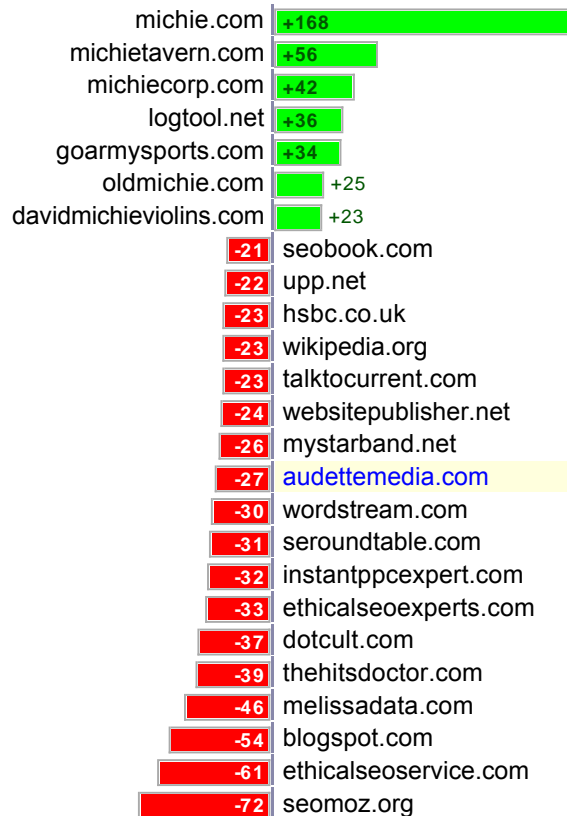 michie.com +168
michietavern.com +56
michiecorp.com +42
logtool.net +36
goarmysports.com +34
oldmichie.com +25
davidmichieviolins.com +23
-21 seobook.com
-22 upp.net
-23 hsbc.co.uk
-23 wikipedia.org
-23 talktocurrent.com
-24 websitepublisher.net
-26 mystarband.net
-27 audettemedia.com
-30 wordstream.com
-31 seroundtable.com
-32 instantppcexpert.com
-33 ethicalseoexperts.com
-37 dotcult.com
-39 thehitsdoctor.com
-46 melissadata.com
-54 blogspot.com
-61 ethicalseoservice.com
-72 seomoz.org